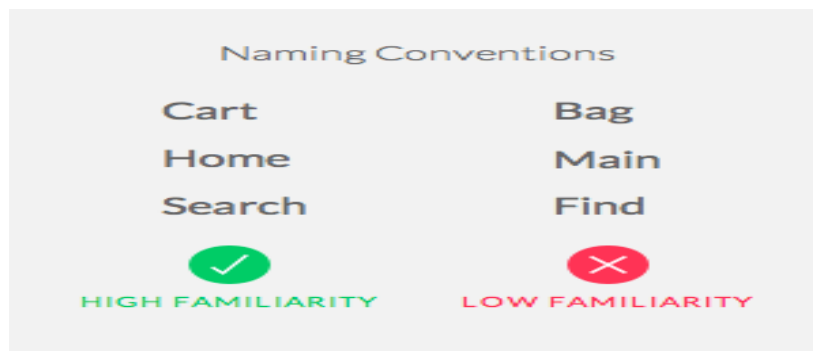 Naming Conventions
Cart Bag
Home Main
Search Find
HIGH FAMILIARITY LOW FAMILIARITY